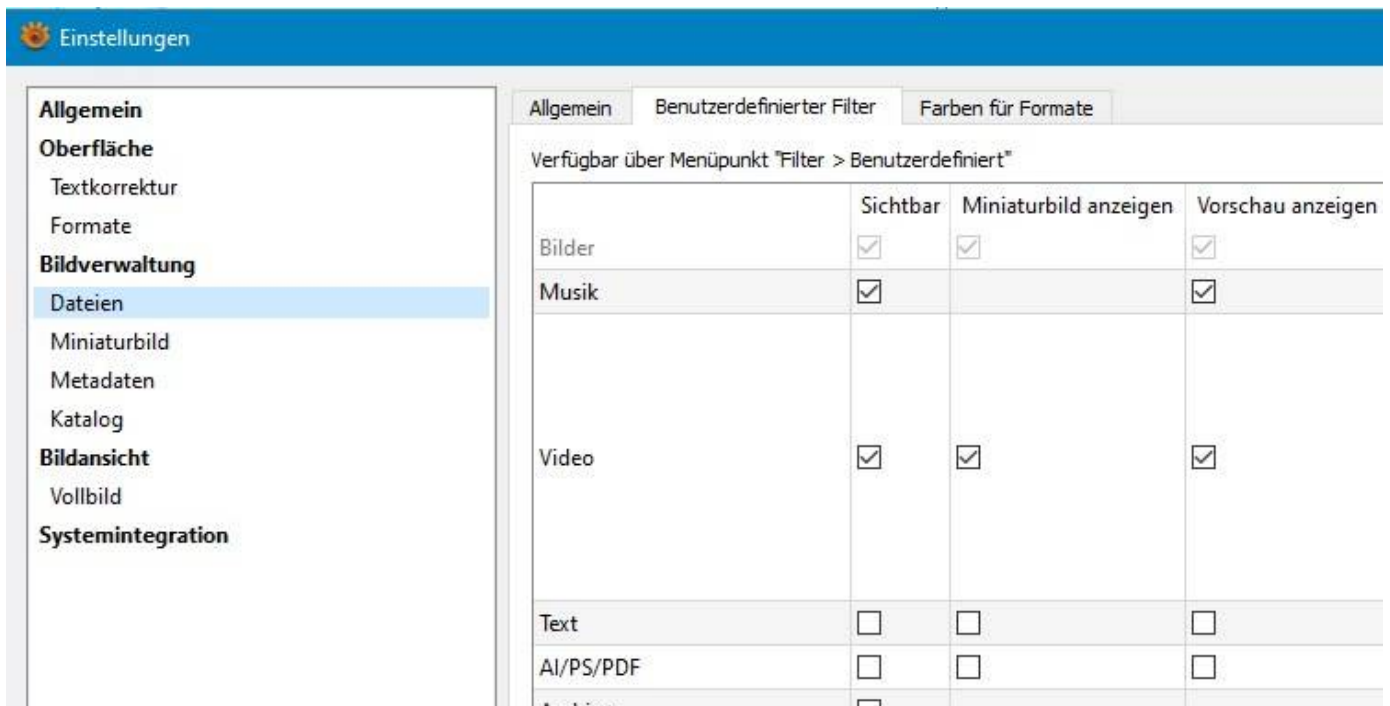 Einstellungen
Allgemein
Oberfläche
Textkorrektur
Formate
Bildverwaltung
Dateien
Miniaturbild
Metadaten
Katalog
Bildansicht
Vollbild
Systemintegration
Allgemein Benutzerdefinierter Filter Farben für Formate
Verfügbar über Menüpunkt "Filter > Benutzerdefiniert"
Sichtbar Miniaturbild anzeigen Vorschau anzeigen
Bilder
Musik
Video
Text
AI/PS/PDF